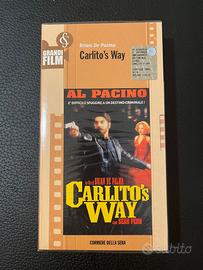 GRANDI
FILM
Brian De Palma
Carlito's Way
AL PACINO
E' DIFFICILE SFUGGIRE A UN DESTINO CRIMINALE!
un film di BRIAN DE PALMA
CARLITO'S
WAY
con SEAN PENN
CORRIERE DELLA SERA
subito